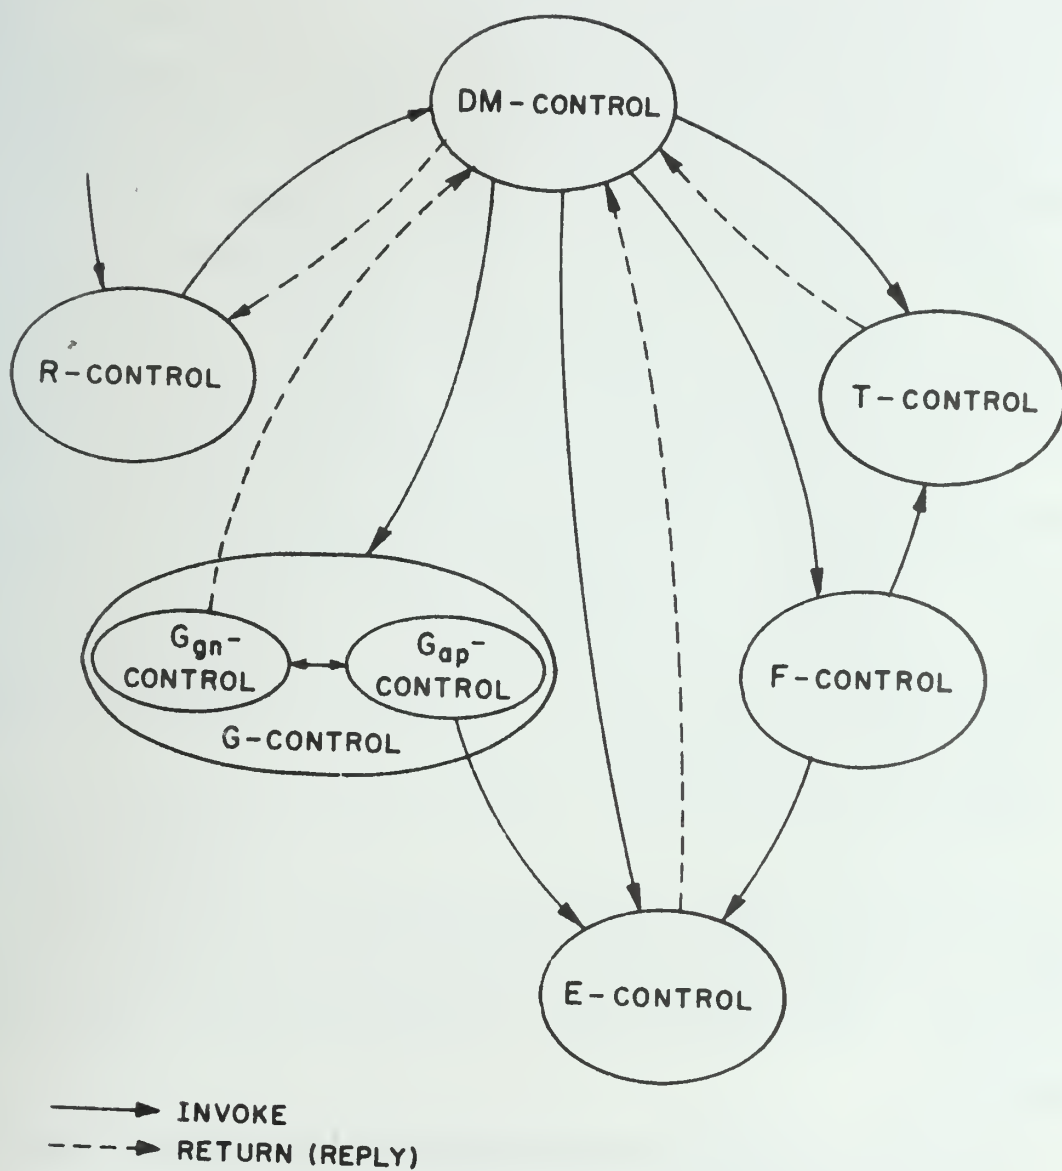 DM-CONTROL
R-CONTROL
T-CONTROL
Ggn-
CONTROL
Gap-
CONTROL
G-CONTROL
F-CONTROL
E-CONTROL
INVOKE
RETURN (REPLY)